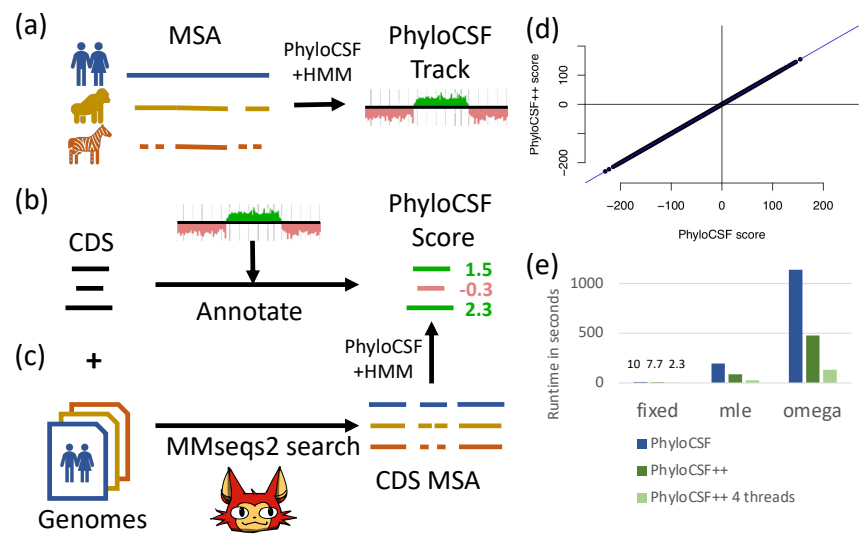 (a)
MSA
PhyloCSF
+HMM
PhyloCSF
Track
(b)
CDS
Annotate
PhyloCSF
Score
1.5
-0.3
2.3
(c)
+
Genomes
MMseqs2 search
PhyloCSF
+HMM
CDS MSA
(d)
PhyloCSF++ score
100
0
−200
−200
−100
0
100
200
PhyloCSF score
(e)
Runtime in seconds
1000
500
0
10 7.7 2.3
fixed mle omega
PhyloCSF
PhyloCSF++
PhyloCSF++ 4 threads